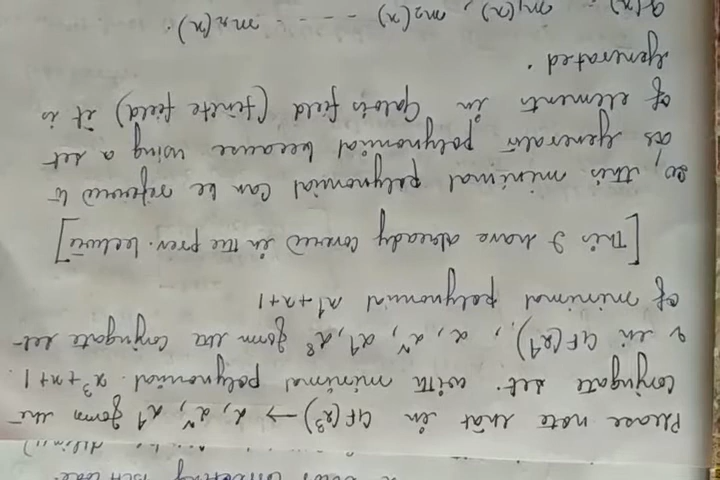 BCH code
Please note that in GF(2³) → α, α², α⁴ form the
conjugate set with minimal polynomial x³+x+1.
& in GF(2⁴), α, α², α⁴, α⁸ form the conjugate set
of minimal polynomial x⁴+x+1
[This I have already covered in the prev. lecture]
so, this minimal polynomial can be referred to
as generator polynomial because using a set
of elements in Galois field (finite field) it is
generated.
g(x) = m₁(x), m₂(x) - - - - mₙ(x).